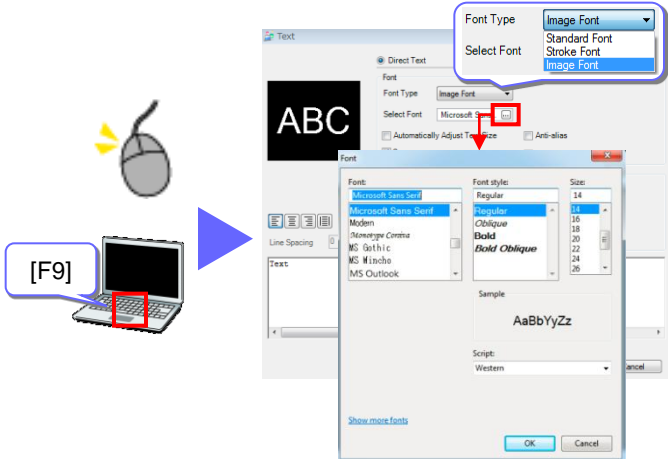 Font Type
Image Font
Standard Font
Select Font
Stroke Font
Image Font
Text
Direct Text
Font
Font Type
Image Font
Select Font
Microsoft Sans
Automatically Adjust Text Size
Anti-alias
ABC
[F9]
Line Spacing
0
Text
Cancel
Font
Font:
Font style:
Size:
Microsoft Sans Serif
Regular
14
Microsoft Sans Serif
Modern
Monotype Corsiva
MS Gothic
MS Mincho
MS Outlook
Regular
Oblique
Bold
Bold Oblique
14
16
18
20
22
24
26
Sample
AaBbYyZz
Script:
Western
Show more fonts
OK
Cancel